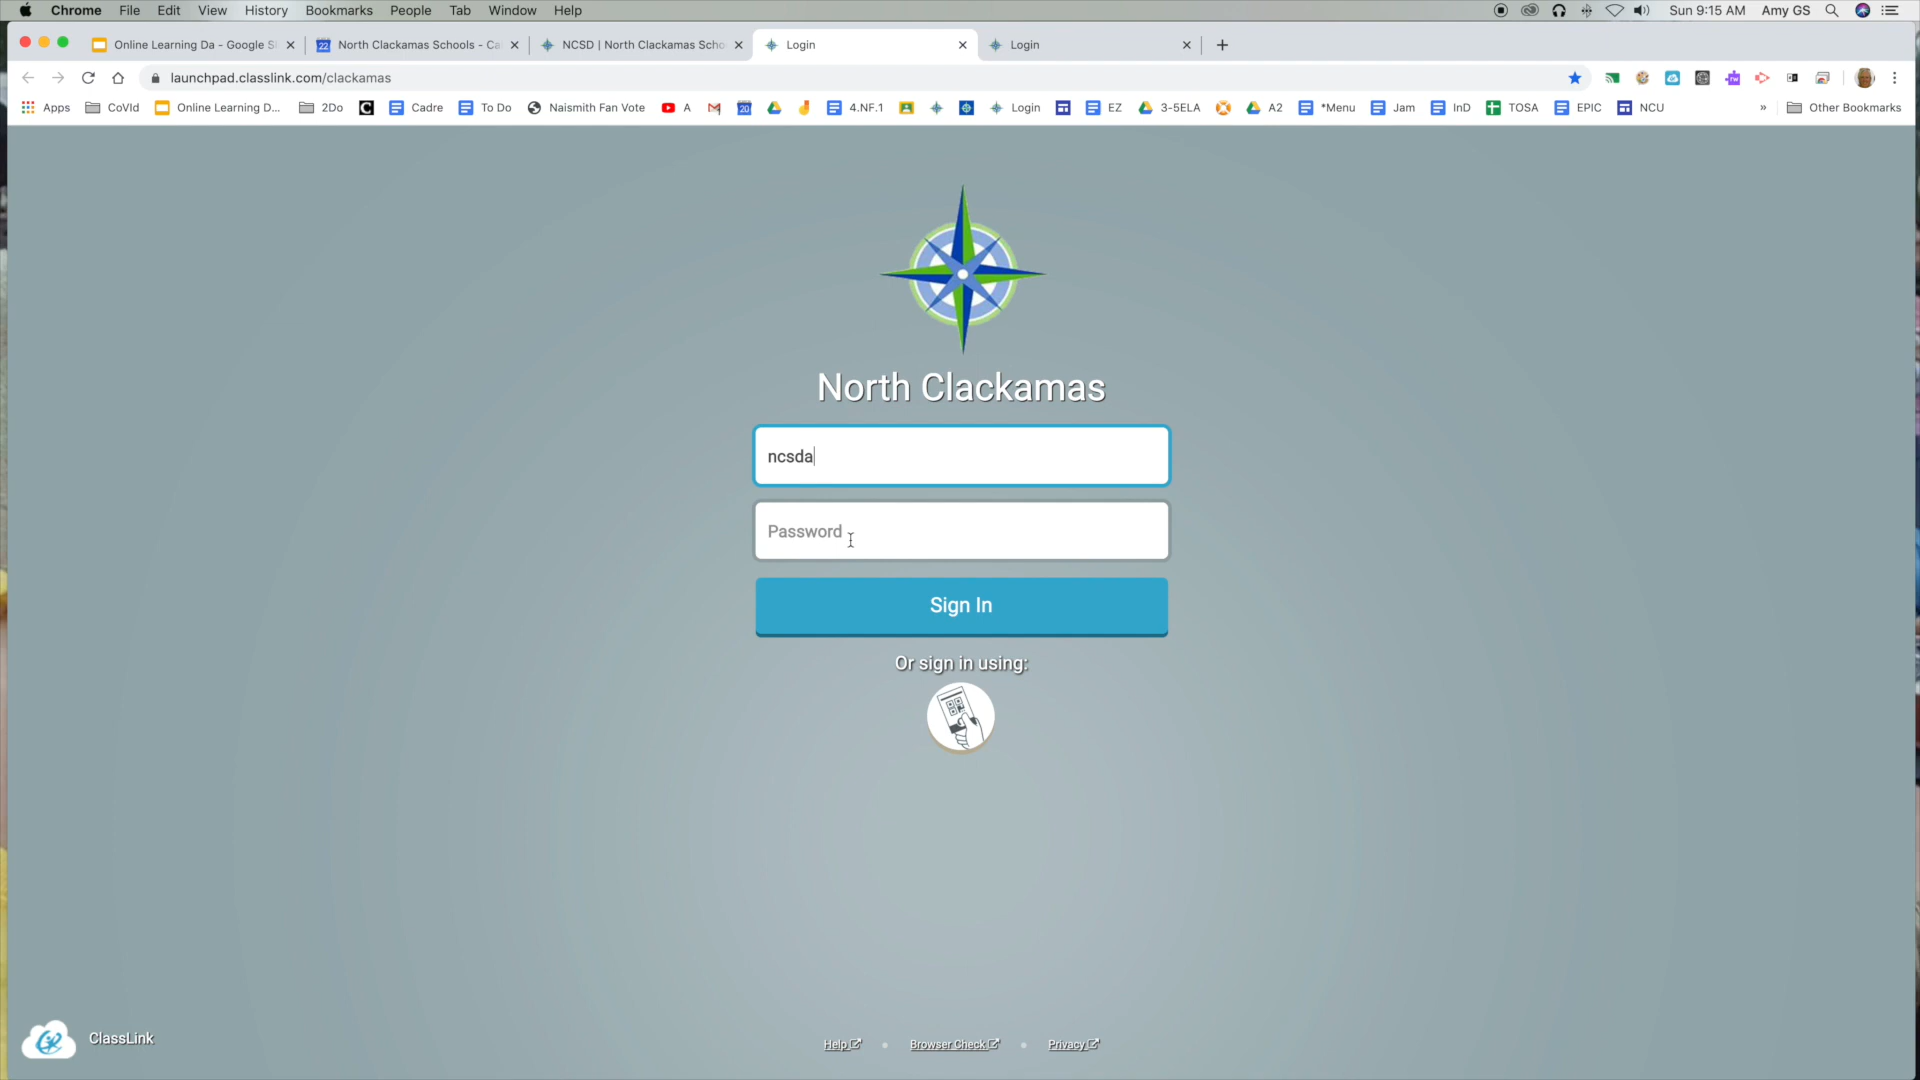 Chrome File Edit View History Bookmarks People Tab Window Help Sun 9:15 AM Amy GS
Online Learning Da - Google S 22 North Clackamas Schools - Ca NCSD | North Clackamas Scho Login Login
launchpad.classlink.com/clackamas
Apps CoVId Online Learning D... 2Do C Cadre To Do Naismith Fan Vote A 20 4.NF.1 Login EZ 3-5ELA A2 *Menu Jam InD TOSA EPIC NCU » Other Bookmarks
North Clackamas
ncsda
Password
Sign In
Or sign in using:
ClassLink
Help • Browser Check • Privacy